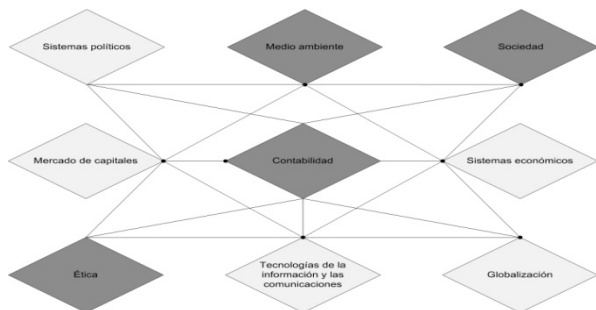 Sistemas políticos
Medio ambiente
Sociedad
Mercado de capitales
Contabilidad
Sistemas económicos
Ética
Tecnologías de la
información y las
comunicaciones
Globalización